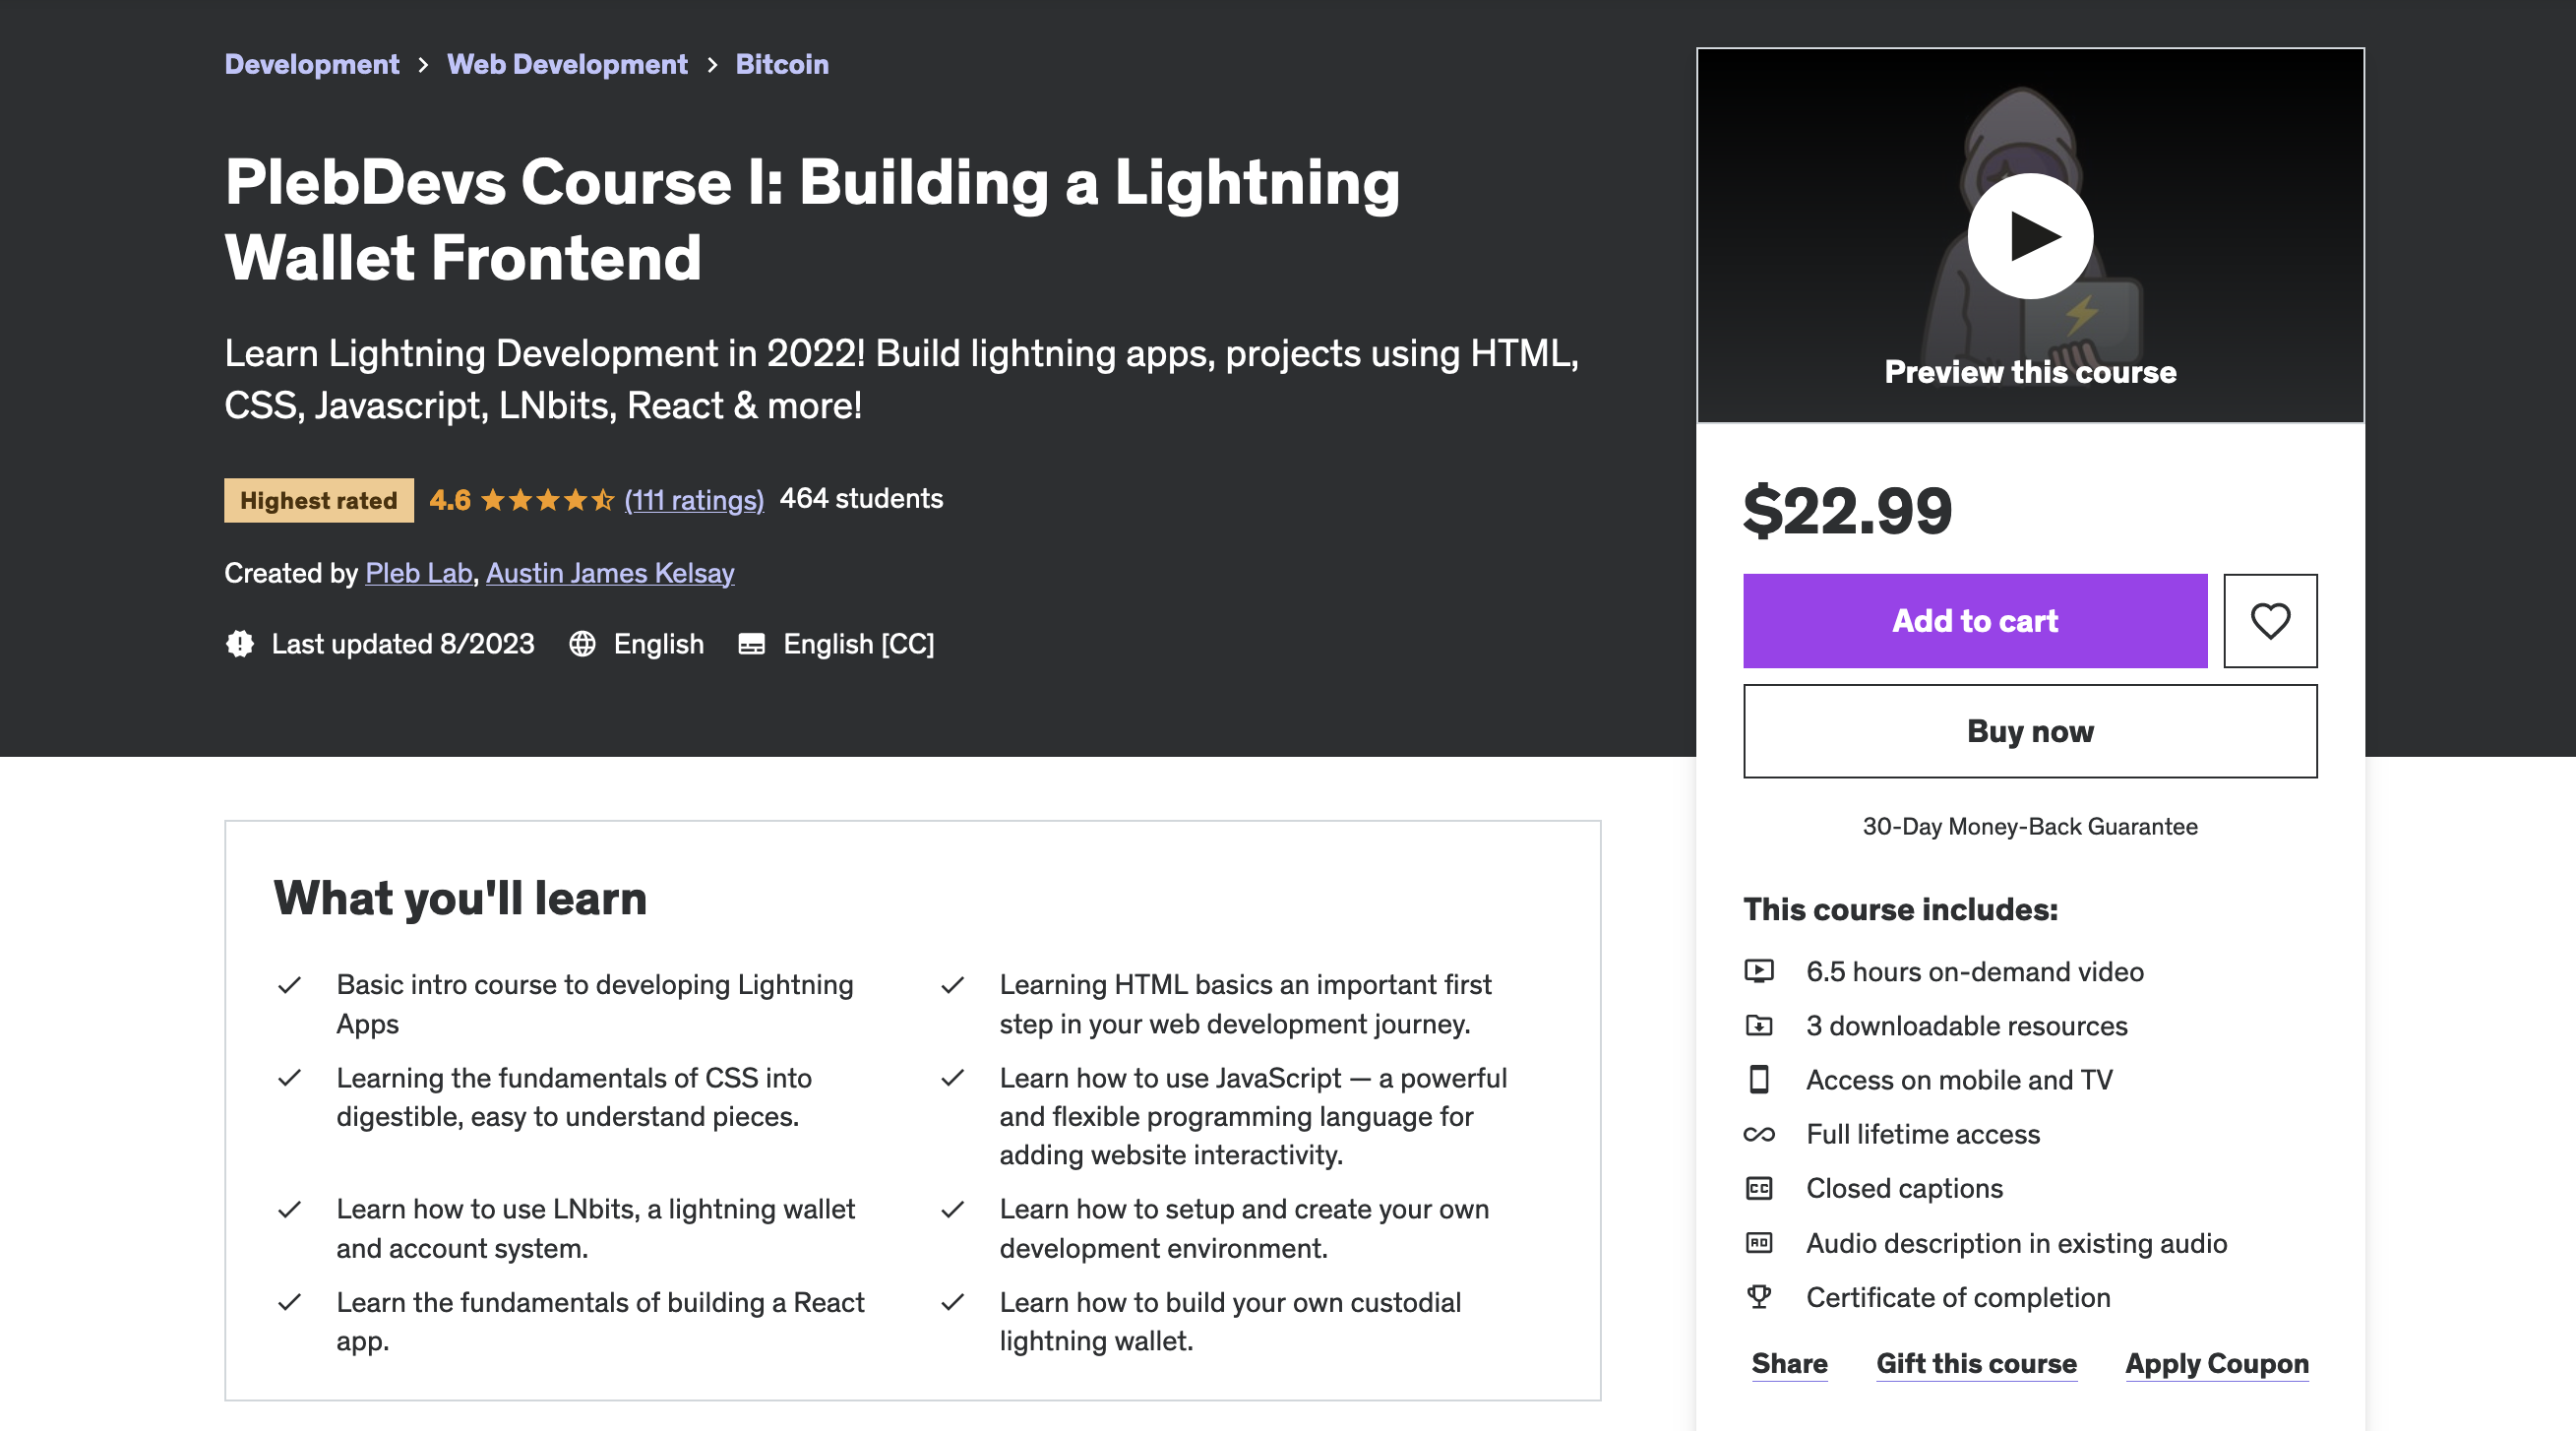 Development > Web Development > Bitcoin
PlebDevs Course I: Building a Lightning
Wallet Frontend
Learn Lightning Development in 2022! Build lightning apps, projects using HTML,
CSS, Javascript, LNbits, React & more!
Highest rated 4.6 (111 ratings) 464 students
Created by Pleb Lab, Austin James Kelsay
Last updated 8/2023 English English [CC]
Preview this course
$22.99
Add to cart
Buy now
30-Day Money-Back Guarantee
This course includes:
6.5 hours on-demand video
3 downloadable resources
Access on mobile and TV
Full lifetime access
CC Closed captions
AD Audio description in existing audio
Certificate of completion
Share Gift this course Apply Coupon
What you'll learn
Basic intro course to developing Lightning
Apps
Learning HTML basics an important first
step in your web development journey.
Learning the fundamentals of CSS into
digestible, easy to understand pieces.
Learn how to use JavaScript — a powerful
and flexible programming language for
adding website interactivity.
Learn how to use LNbits, a lightning wallet
and account system.
Learn how to setup and create your own
development environment.
Learn the fundamentals of building a React
app.
Learn how to build your own custodial
lightning wallet.